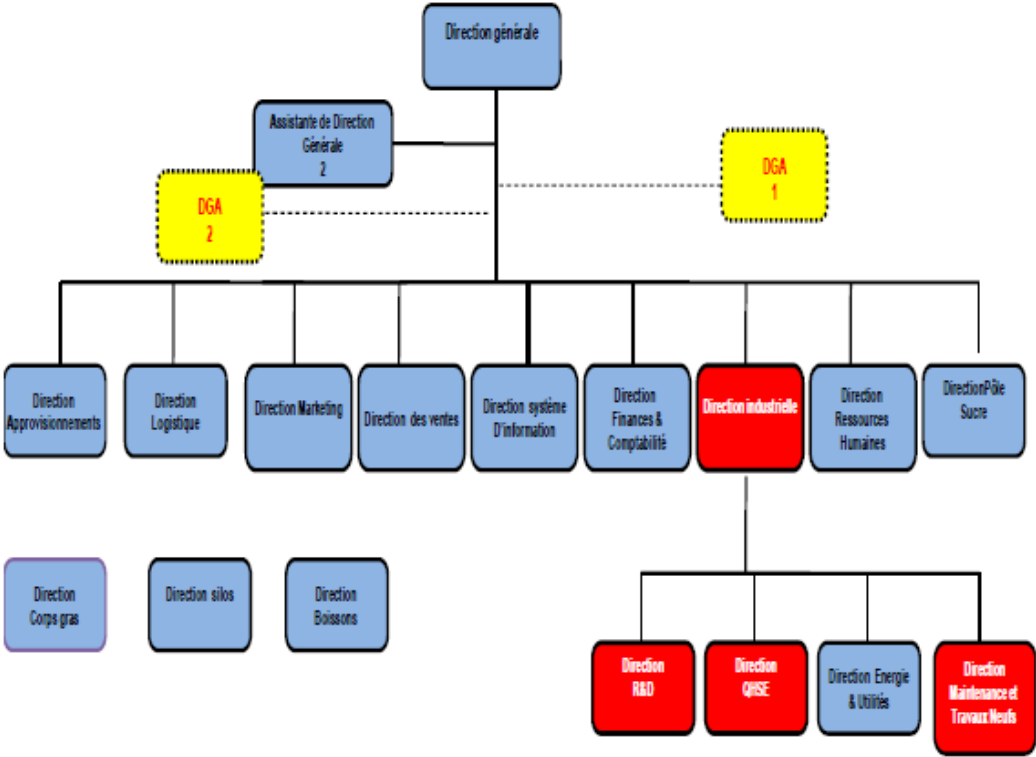 Direction générale
Assistante de Direction
Générale
2
DGA
1
DGA
2
Direction
Approvisionnements
Direction
Logistique
Direction Marketing
Direction des ventes
Direction système
D'information
Direction
Finances &
Comptabilité
Direction industrielle
Direction
Ressources
Humaines
DirectionPôle
Sucre
Direction
Corps gras
Direction silos
Direction
Boissons
Direction
R&D
Direction
QHSE
Direction Energie
& Utilités
Direction
Maintenance et
Travaux Neufs